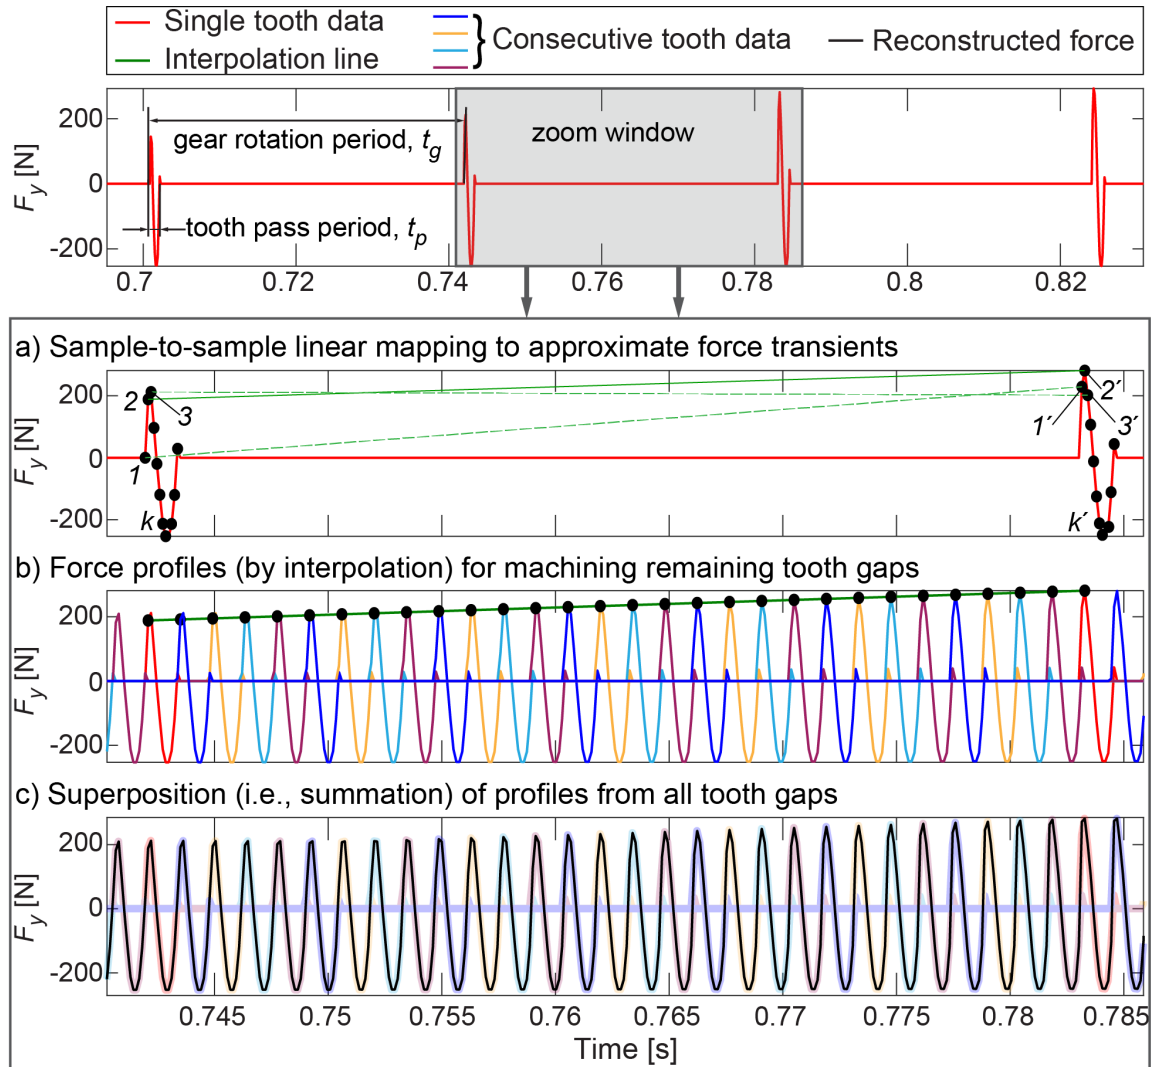 Single tooth data
Interpolation line
} Consecutive tooth data
Reconstructed force
F_y [N]
200
0
-200
gear rotation period, t_g
tooth pass period, t_p
zoom window
0.7 0.72 0.74 0.76 0.78 0.8 0.82
a) Sample-to-sample linear mapping to approximate force transients
F_y [N]
200
0
-200
2 3
1
k
2´
1´ 3´
k´
b) Force profiles (by interpolation) for machining remaining tooth gaps
F_y [N]
200
0
-200
c) Superposition (i.e., summation) of profiles from all tooth gaps
F_y [N]
200
0
-200
0.745 0.75 0.755 0.76 0.765 0.77 0.775 0.78 0.785
Time [s]